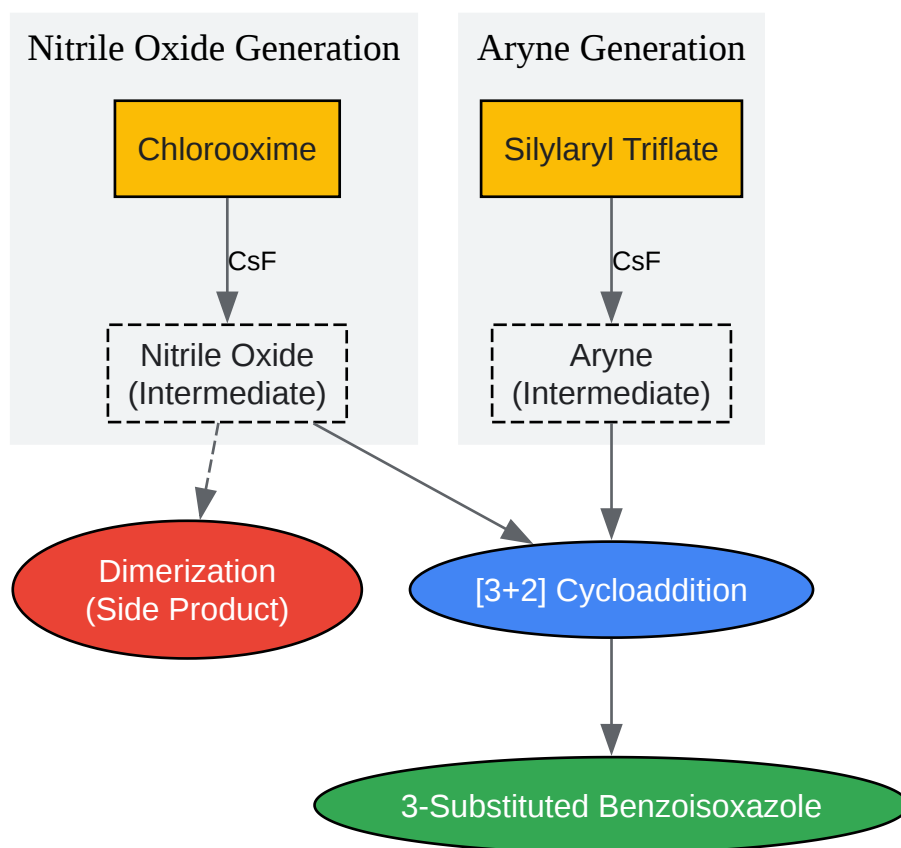 Nitrile Oxide Generation
Aryne Generation
Chlorooxime
Silylaryl Triflate
CsF
CsF
Nitrile Oxide
(Intermediate)
Aryne
(Intermediate)
Dimerization
(Side Product)
[3+2] Cycloaddition
3-Substituted Benzoisoxazole